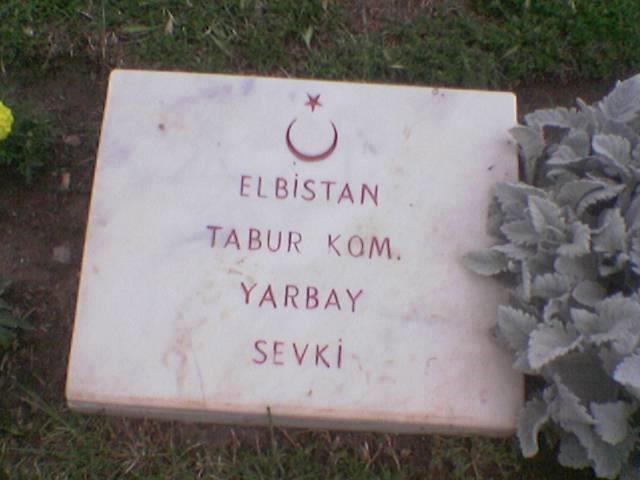 ELBİSTAN
TABUR KOM.
YARBAY
SEVKİ